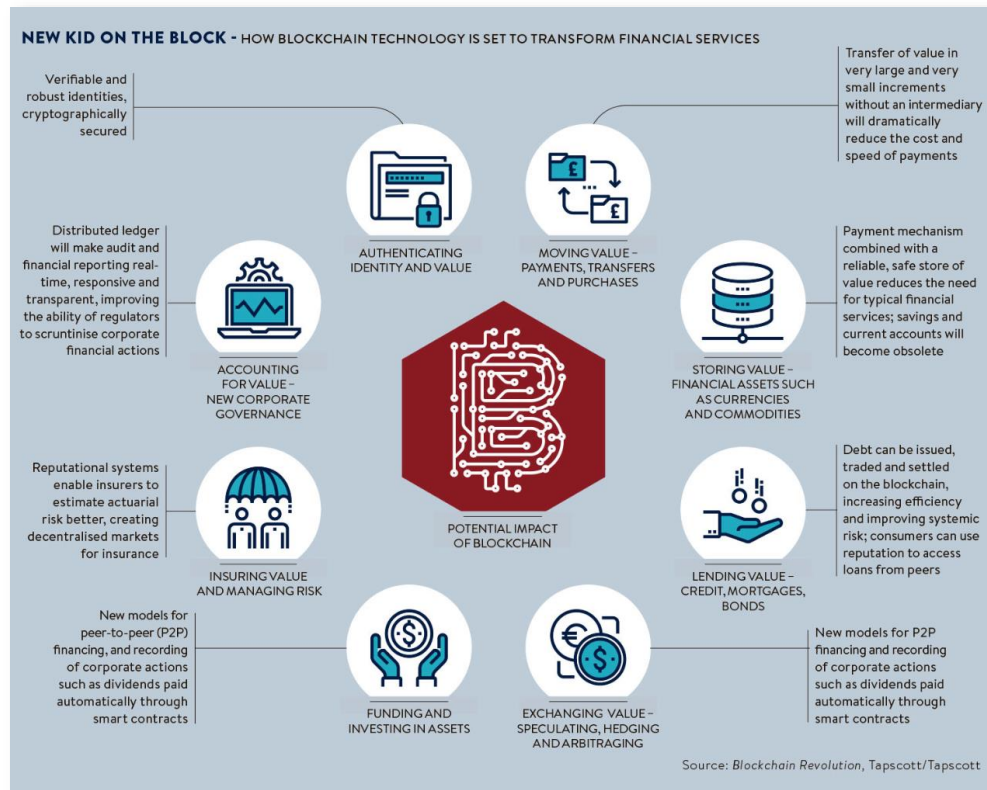 NEW KID ON THE BLOCK - HOW BLOCKCHAIN TECHNOLOGY IS SET TO TRANSFORM FINANCIAL SERVICES
Verifiable and
robust identities,
cryptographically
secured
AUTHENTICATING
IDENTITY AND VALUE
Transfer of value in
very large and very
small increments
without an intermediary
will dramatically
reduce the cost and
speed of payments
££
MOVING VALUE –
PAYMENTS, TRANSFERS
AND PURCHASES
Distributed ledger
will make audit and
financial reporting real-
time, responsive and
transparent, improving
the ability of regulators
to scrutinise corporate
financial actions
ACCOUNTING
FOR VALUE –
NEW CORPORATE
GOVERNANCE
Payment mechanism
combined with a
reliable, safe store of
value reduces the need
for typical financial
services; savings and
current accounts will
become obsolete
STORING VALUE –
FINANCIAL ASSETS SUCH
AS CURRENCIES
AND COMMODITIES
B
POTENTIAL IMPACT
OF BLOCKCHAIN
Reputational systems
enable insurers to
estimate actuarial
risk better, creating
decentralised markets
for insurance
INSURING VALUE
AND MANAGING RISK
Debt can be issued,
traded and settled
on the blockchain,
increasing efficiency
and improving systemic
risk; consumers can use
reputation to access
loans from peers
LENDING VALUE –
CREDIT, MORTGAGES,
BONDS
New models for
peer-to-peer (P2P)
financing, and recording
of corporate actions
such as dividends paid
automatically through
smart contracts
$
FUNDING AND
INVESTING IN ASSETS
€
$
EXCHANGING VALUE –
SPECULATING, HEDGING
AND ARBITRAGING
New models for P2P
financing and recording
of corporate actions
such as dividends paid
automatically through
smart contracts
Source: Blockchain Revolution, Tapscott/Tapscott